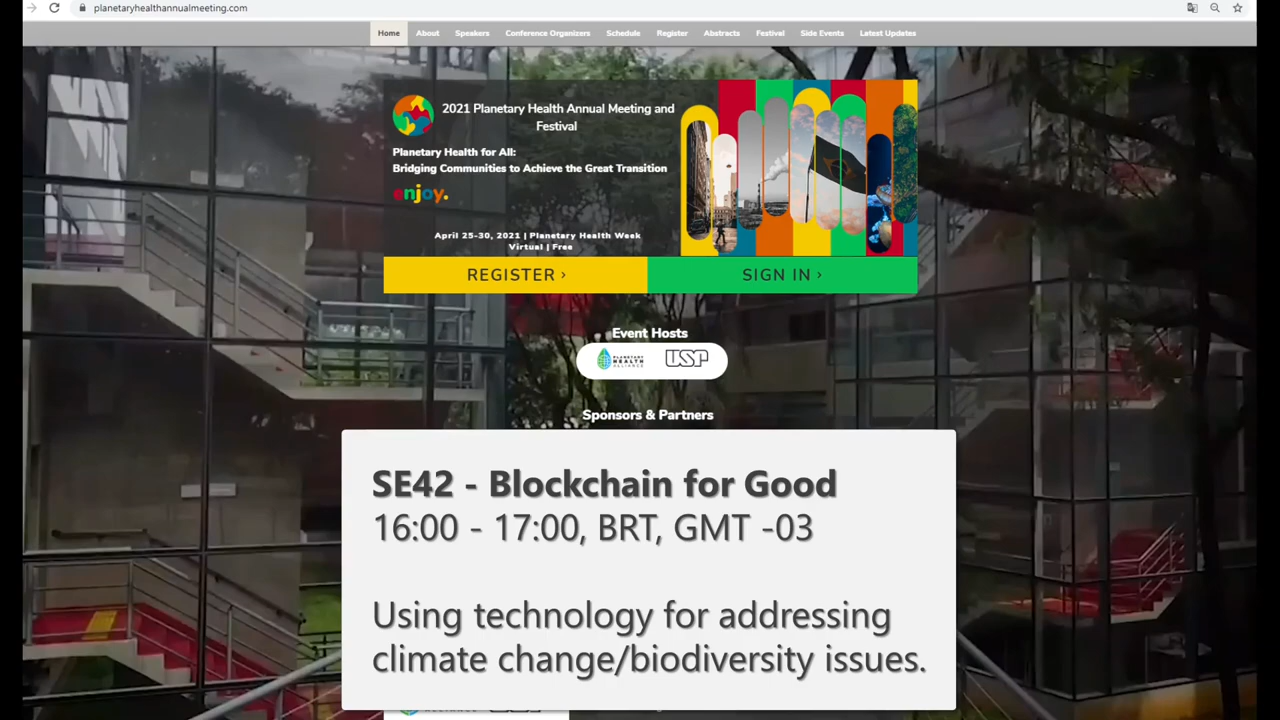 planetaryhealthannualmeeting.com
Home About Speakers Conference Organizers Schedule Register Abstracts Festival Side Events Latest Updates
2021 Planetary Health Annual Meeting and
Festival
Planetary Health for All:
Bridging Communities to Achieve the Great Transition
enjoy.
April 25-30, 2021 | Planetary Health Week
Virtual | Free
REGISTER ›
SIGN IN ›
Event Hosts
PLANETARY
HEALTH
ALLIANCE
USP
Sponsors & Partners
SE42 - Blockchain for Good
16:00 - 17:00, BRT, GMT -03
Using technology for addressing
climate change/biodiversity issues.